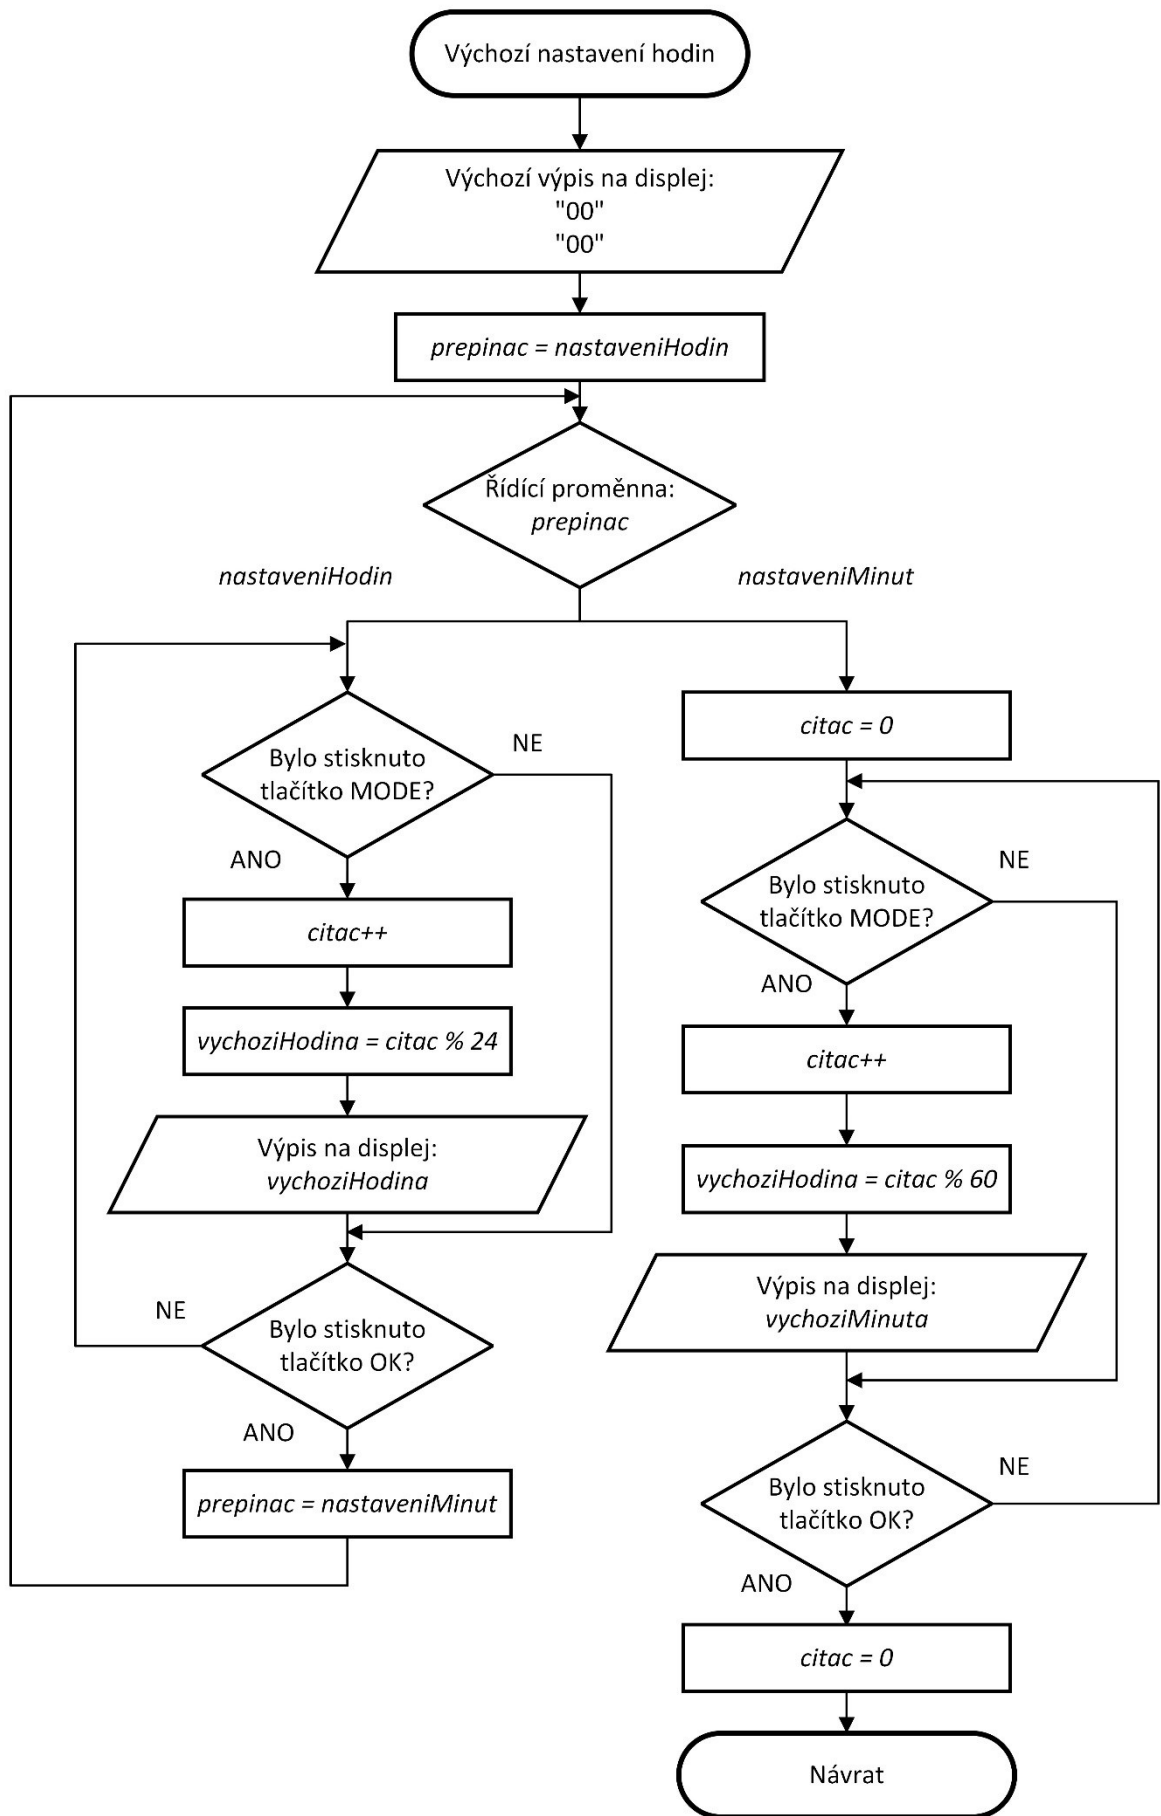 Výchozí nastavení hodin
Výchozí výpis na displej:
"00"
"00"
prepinac = nastaveniHodin
Řídící proměnna:
prepinac
nastaveniHodin
Bylo stisknuto
tlačítko MODE?
NE
ANO
citac++
vychoziHodina = citac % 24
Výpis na displej:
vychoziHodina
Bylo stisknuto
tlačítko OK?
NE
ANO
prepinac = nastaveniMinut
nastaveniMinut
citac = 0
Bylo stisknuto
tlačítko MODE?
NE
ANO
citac++
vychoziHodina = citac % 60
Výpis na displej:
vychoziMinuta
Bylo stisknuto
tlačítko OK?
NE
ANO
citac = 0
Návrat